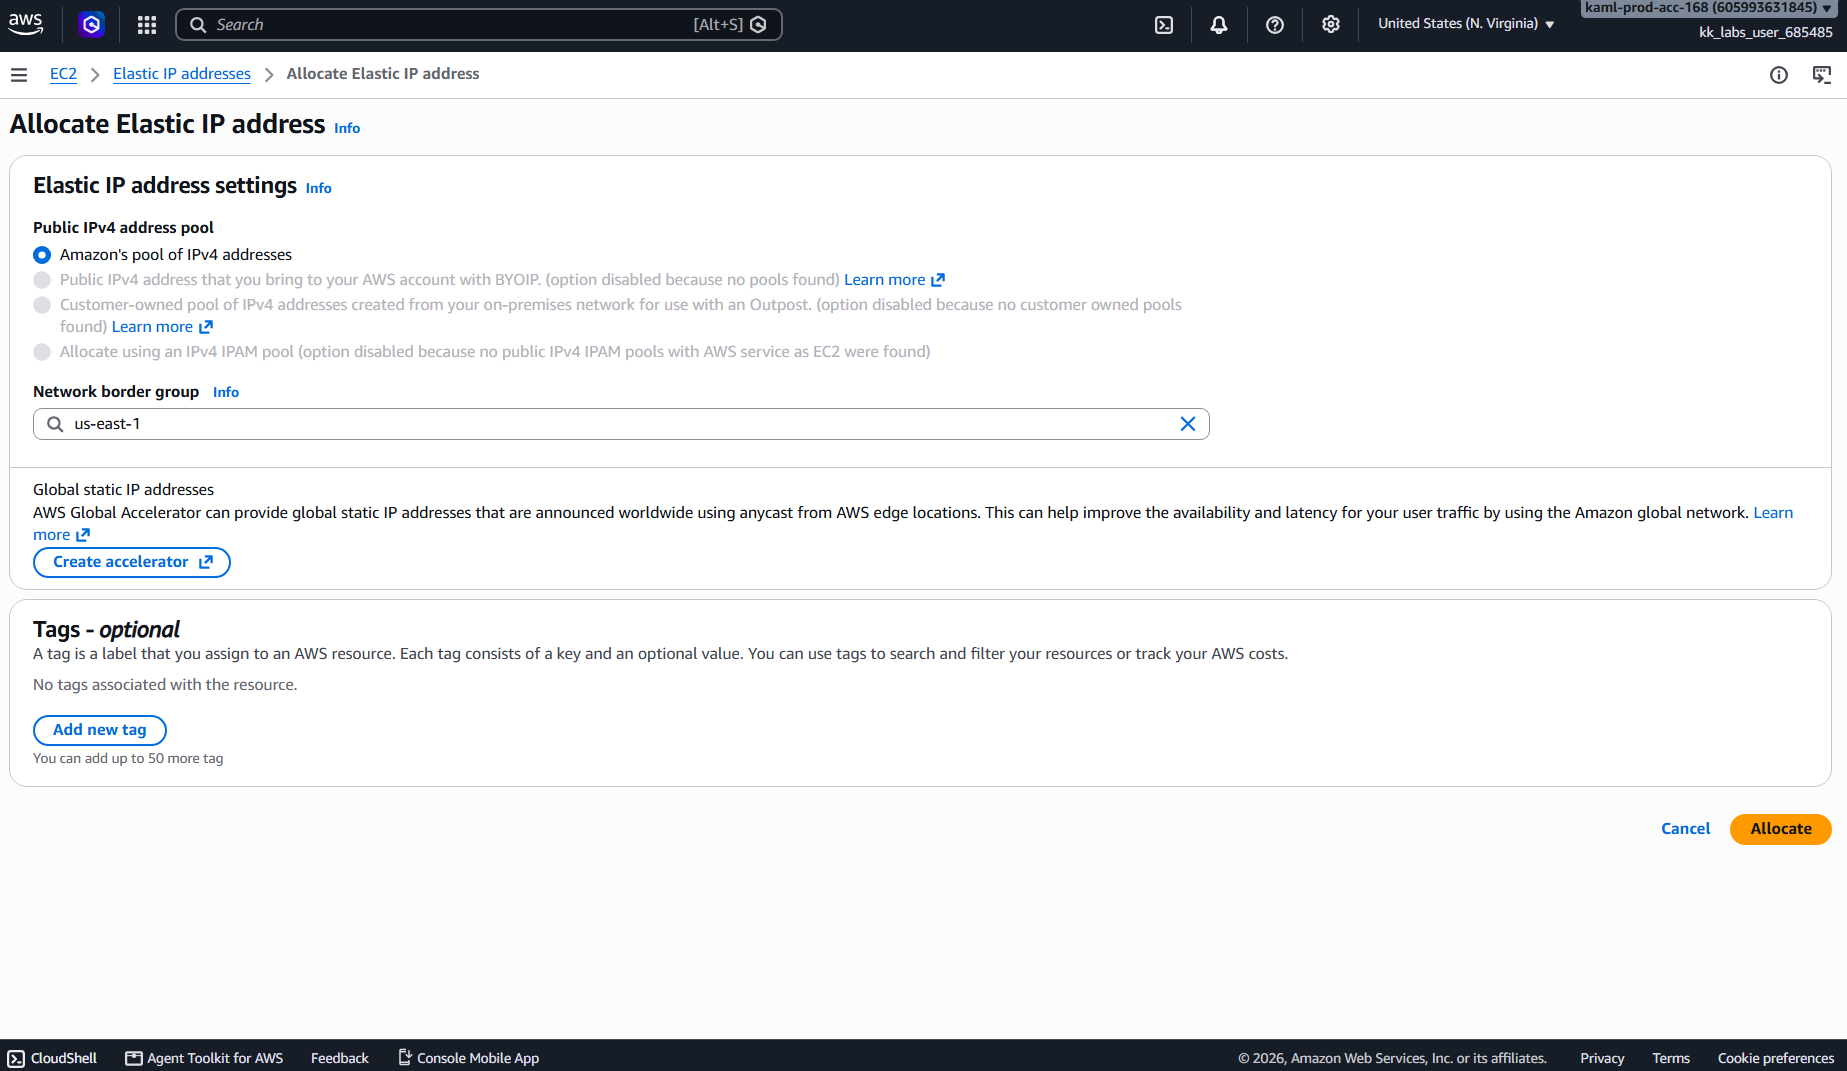 aws
Search
[Alt+S]
United States (N. Virginia)
kaml-prod-acc-168 (605993631845)
kk_labs_user_685485
EC2
Elastic IP addresses
Allocate Elastic IP address
Allocate Elastic IP address Info
Elastic IP address settings Info
Public IPv4 address pool
Amazon's pool of IPv4 addresses
Public IPv4 address that you bring to your AWS account with BYOIP. (option disabled because no pools found) Learn more
Customer-owned pool of IPv4 addresses created from your on-premises network for use with an Outpost. (option disabled because no customer owned pools
found) Learn more
Allocate using an IPv4 IPAM pool (option disabled because no public IPv4 IPAM pools with AWS service as EC2 were found)
Network border group Info
us-east-1
Global static IP addresses
AWS Global Accelerator can provide global static IP addresses that are announced worldwide using anycast from AWS edge locations. This can help improve the availability and latency for your user traffic by using the Amazon global network. Learn
more
Create accelerator
Tags - optional
A tag is a label that you assign to an AWS resource. Each tag consists of a key and an optional value. You can use tags to search and filter your resources or track your AWS costs.
No tags associated with the resource.
Add new tag
You can add up to 50 more tag
Cancel
Allocate
CloudShell
Agent Toolkit for AWS
Feedback
Console Mobile App
© 2026, Amazon Web Services, Inc. or its affiliates.
Privacy
Terms
Cookie preferences